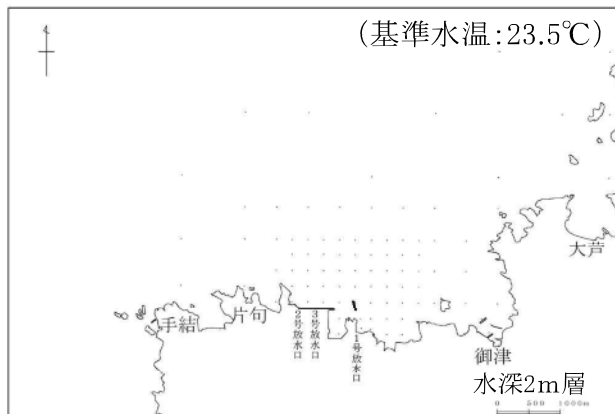 (基準水温:23.5℃)
大芦
手結
片句
2号放水口
3号放水口
1号放水口
御津
水深2m層
0 500 1000m